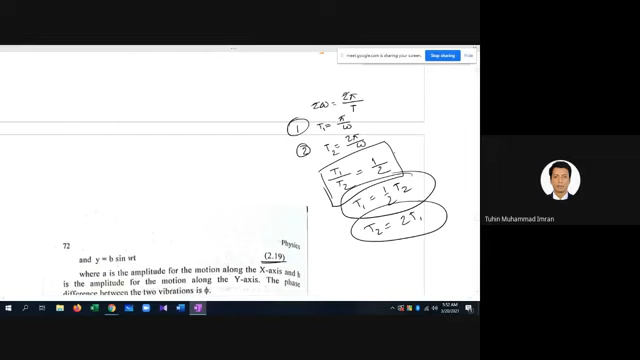 meet.google.com is sharing your screen.
Stop sharing
Hide
2ω = 2π/T
① T₁ = π/ω
② T₂ = 2π/ω
T₁/T₂ = 1/2
T₁ = 1/2 T₂
T₂ = 2T₁
72
Physics
and y = b sin wt
(2.19)
where a is the amplitude for the motion along the X-axis and b
is the amplitude for the motion along the Y-axis. The phase
difference between the two vibrations is ϕ.
Tuhin Muhammad Imran
5:52 AM
3/20/2021